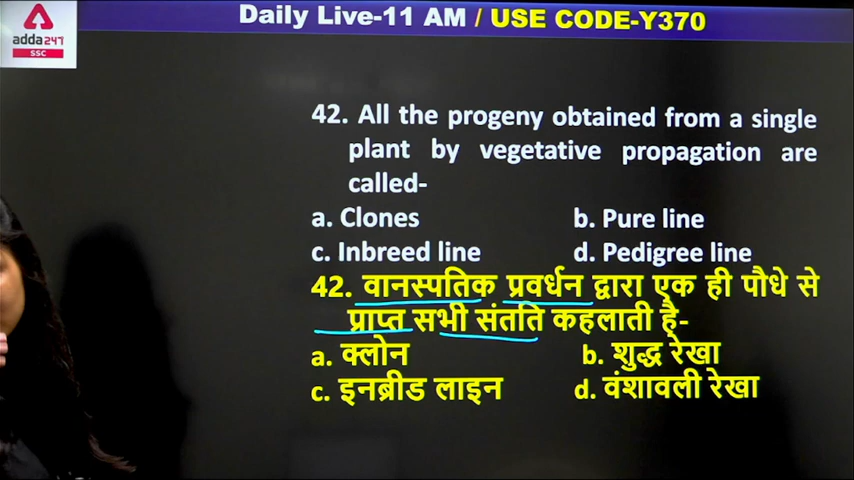 Daily Live-11 AM / USE CODE-Y370
adda247
SSC
42. All the progeny obtained from a single
plant by vegetative propagation are
called-
a. Clones b. Pure line
c. Inbreed line d. Pedigree line
42. वानस्पतिक प्रवर्धन द्वारा एक ही पौधे से
प्राप्त सभी संतति कहलाती है-
a. क्लोन b. शुद्ध रेखा
c. इनब्रीड लाइन d. वंशावली रेखा